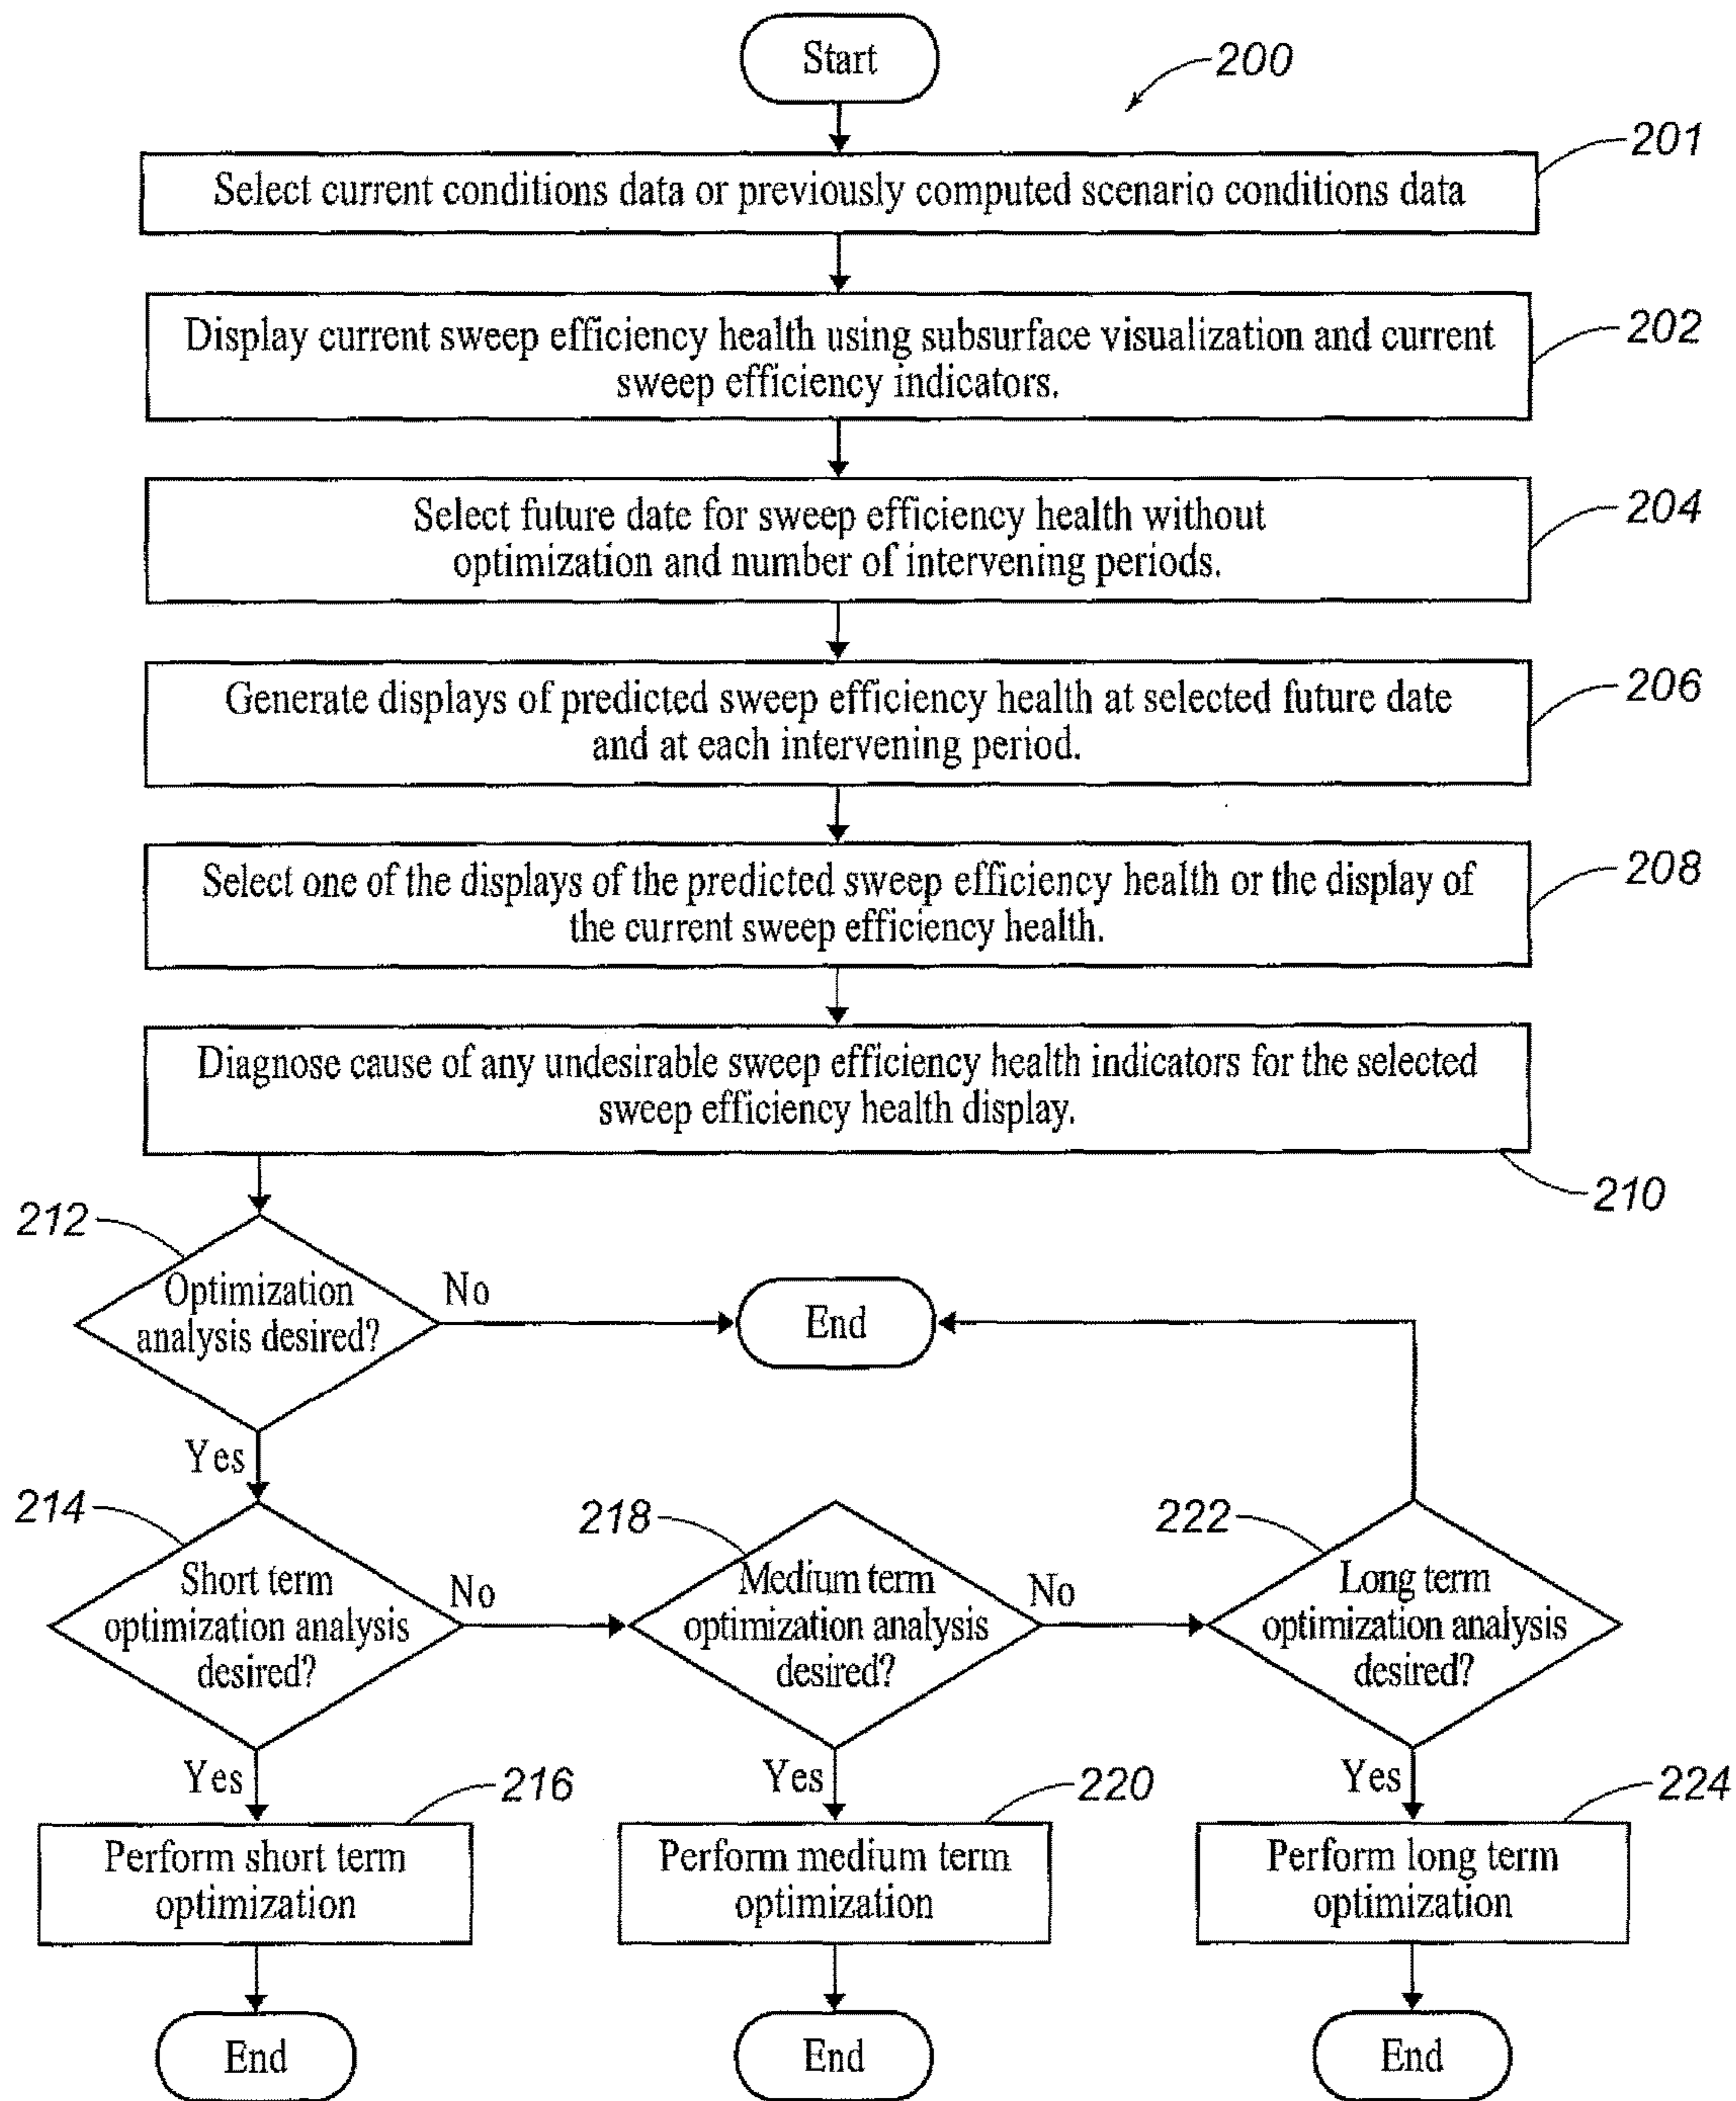 Start
200
201
Select current conditions data or previously computed scenario conditions data
202
Display current sweep efficiency health using subsurface visualization and current
sweep efficiency indicators.
204
Select future date for sweep efficiency health without
optimization and number of intervening periods.
206
Generate displays of predicted sweep efficiency health at selected future date
and at each intervening period.
208
Select one of the displays of the predicted sweep efficiency health or the display of
the current sweep efficiency health.
Diagnose cause of any undesirable sweep efficiency health indicators for the selected
sweep efficiency health display.
210
212
Optimization
analysis desired?
No
End
Yes
214
Short term
optimization analysis
desired?
No
218
Medium term
optimization analysis
desired?
No
222
Long term
optimization analysis
desired?
Yes
216
Yes
220
Yes
224
Perform short term
optimization
Perform medium term
optimization
Perform long term
optimization
End
End
End